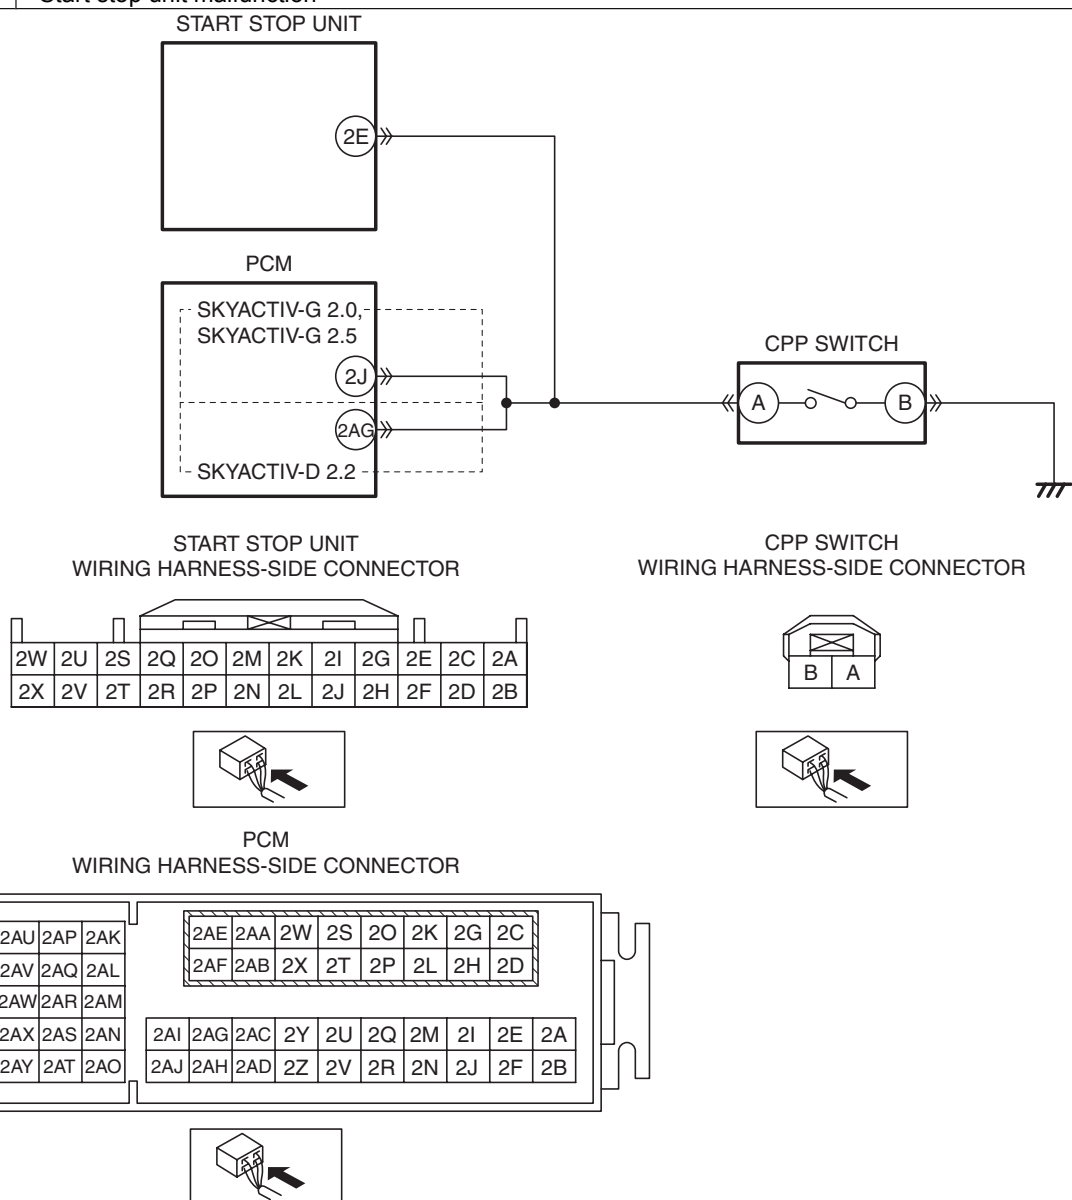 Start stop unit malfunction
START STOP UNIT
2E
PCM
SKYACTIV-G 2.0,
SKYACTIV-G 2.5
2J
2AG
SKYACTIV-D 2.2
CPP SWITCH
A B
START STOP UNIT
WIRING HARNESS-SIDE CONNECTOR
2W 2U 2S 2Q 2O 2M 2K 2I 2G 2E 2C 2A
2X 2V 2T 2R 2P 2N 2L 2J 2H 2F 2D 2B
CPP SWITCH
WIRING HARNESS-SIDE CONNECTOR
B A
PCM
WIRING HARNESS-SIDE CONNECTOR
2AU 2AP 2AK
2AV 2AQ 2AL
2AW 2AR 2AM
2AX 2AS 2AN
2AY 2AT 2AO
2AE 2AA 2W 2S 2O 2K 2G 2C
2AF 2AB 2X 2T 2P 2L 2H 2D
2AI 2AG 2AC 2Y 2U 2Q 2M 2I 2E 2A
2AJ 2AH 2AD 2Z 2V 2R 2N 2J 2F 2B